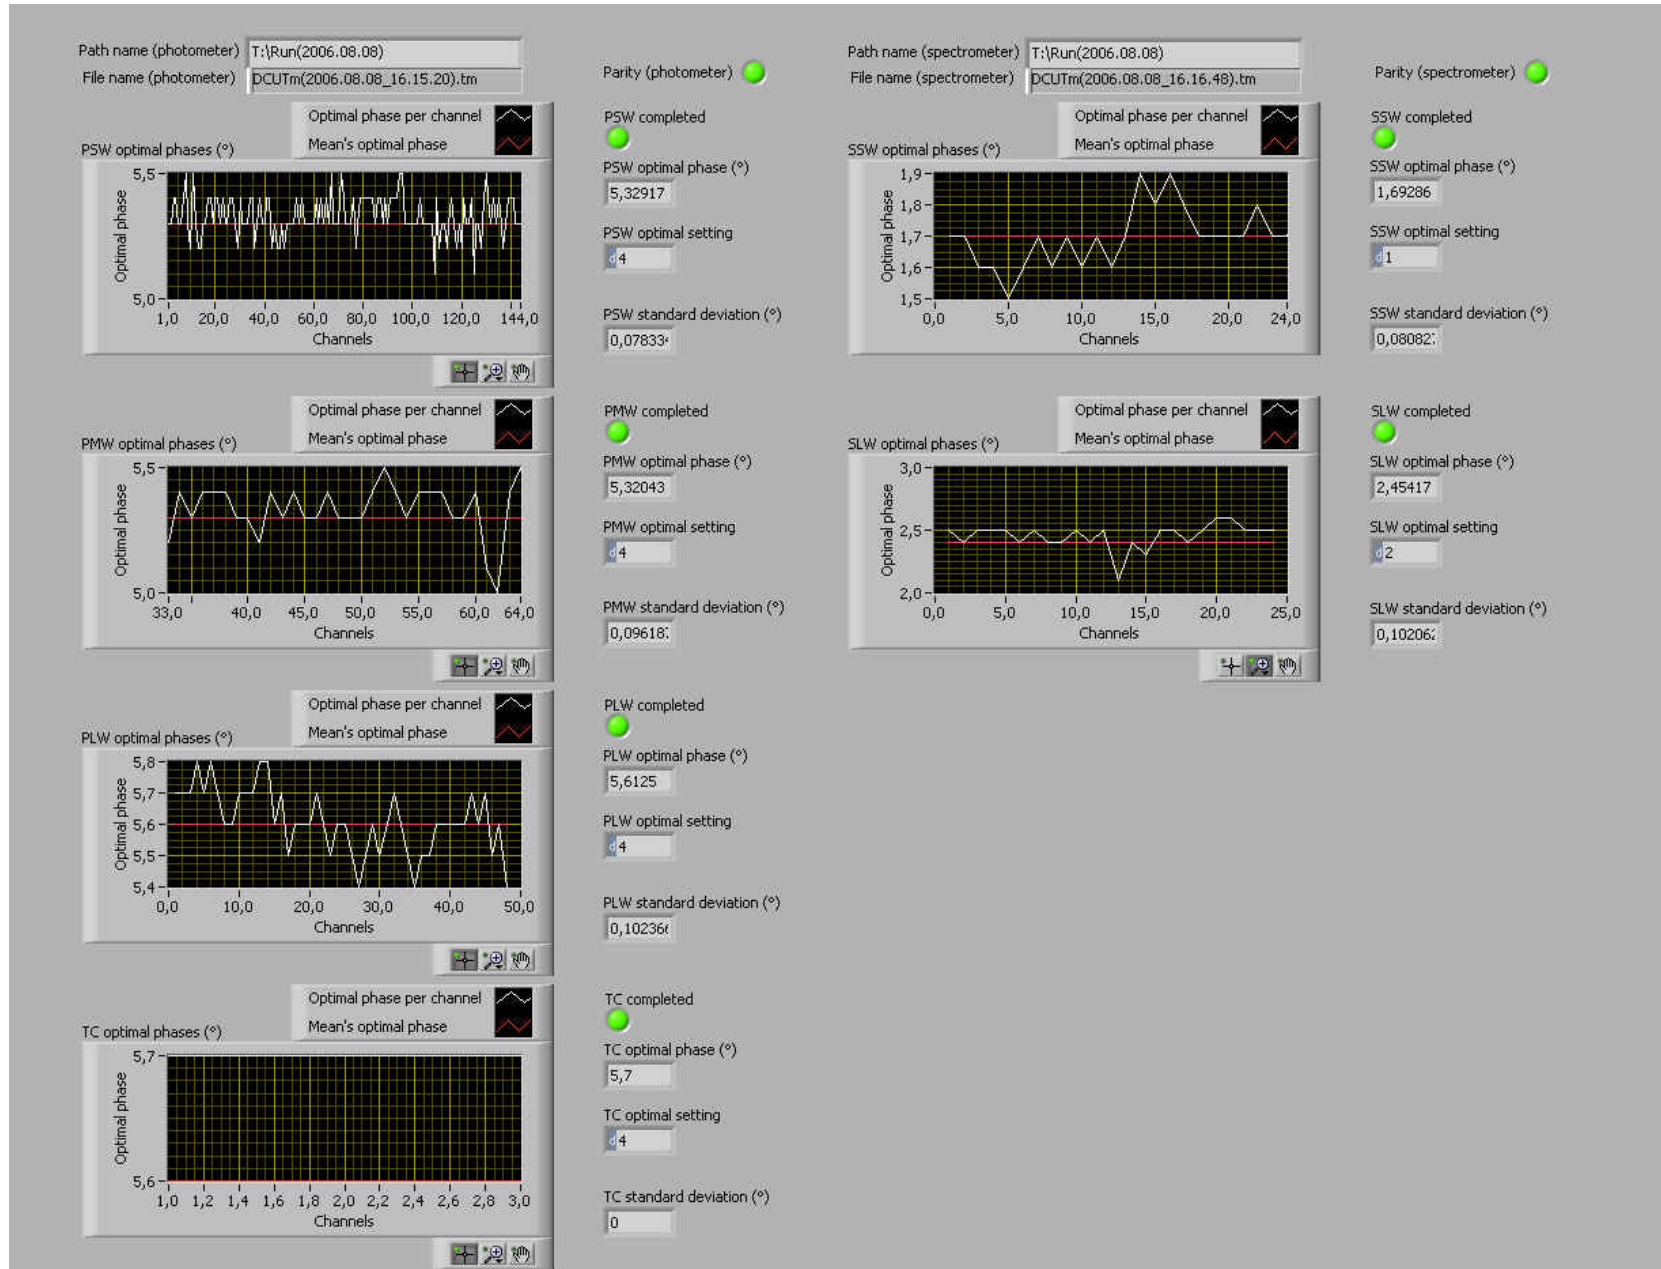 Path name (photometer) T:\Run(2006.08.08)
File name (photometer) DCUTm(2006.08.08_16.15.20).tm
Parity (photometer)
Optimal phase per channel
Mean's optimal phase
PSW optimal phases (°)
Optimal phase
5,5
5,0
1,0 20,0 40,0 60,0 80,0 100,0 120,0 144,0
Channels
PSW completed
PSW optimal phase (°)
5,32917
PSW optimal setting
d 4
PSW standard deviation (°)
Optimal phase per channel
Mean's optimal phase
PMW optimal phases (°)
Optimal phase
5,5
5,0
33,0 40,0 45,0 50,0 55,0 60,0 64,0
Channels
PMW completed
PMW optimal phase (°)
5,32043
PMW optimal setting
d 4
PMW standard deviation (°)
Optimal phase per channel
Mean's optimal phase
PLW optimal phases (°)
Optimal phase
5,8
5,7
5,6
5,5
5,4
0,0 10,0 20,0 30,0 40,0 50,0
Channels
PLW completed
PLW optimal phase (°)
5,6125
PLW optimal setting
d 4
PLW standard deviation (°)
Optimal phase per channel
Mean's optimal phase
TC optimal phases (°)
Optimal phase
5,7
5,6
1,0 1,2 1,4 1,6 1,8 2,0 2,2 2,4 2,6 2,8 3,0
Channels
TC completed
TC optimal phase (°)
5,7
TC optimal setting
d 4
TC standard deviation (°)
0
Path name (spectrometer) T:\Run(2006.08.08)
File name (spectrometer) DCUTm(2006.08.08_16.16.48).tm
Parity (spectrometer)
Optimal phase per channel
Mean's optimal phase
SSW optimal phases (°)
Optimal phase
1,9
1,8
1,7
1,6
1,5
0,0 5,0 10,0 15,0 20,0 24,0
Channels
SSW completed
SSW optimal phase (°)
1,69286
SSW optimal setting
d 1
SSW standard deviation (°)
Optimal phase per channel
Mean's optimal phase
SLW optimal phases (°)
Optimal phase
3,0
2,5
2,0
0,0 5,0 10,0 15,0 20,0 25,0
Channels
SLW completed
SLW optimal phase (°)
2,45417
SLW optimal setting
d 2
SLW standard deviation (°)